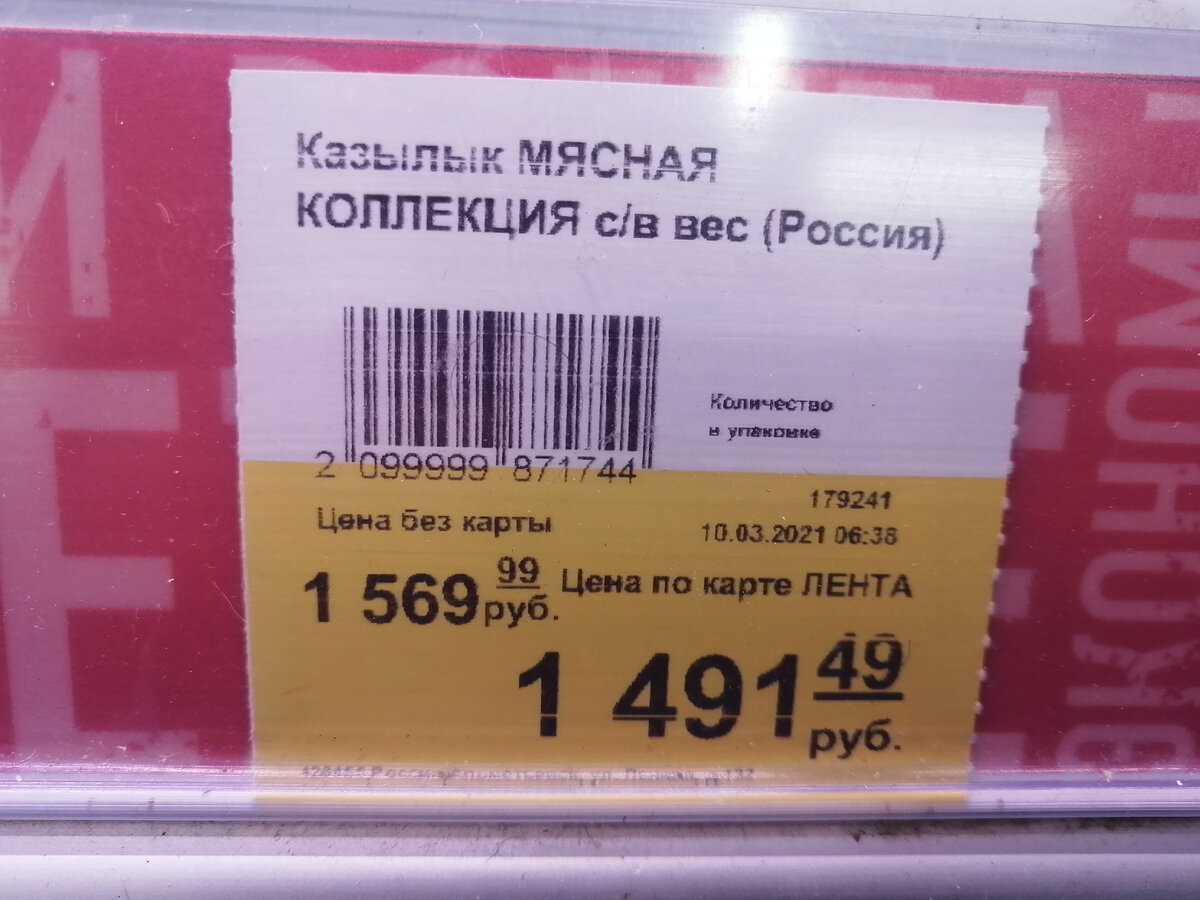 Казылык МЯСНАЯ
КОЛЛЕКЦИЯ с/в вес (Россия)
Количество
в упаковке
2 099999 871744
179241
Цена без карты
10.03.2021 06:38
1 569 99 руб.
Цена по карте ЛЕНТА
1 491 49 руб.